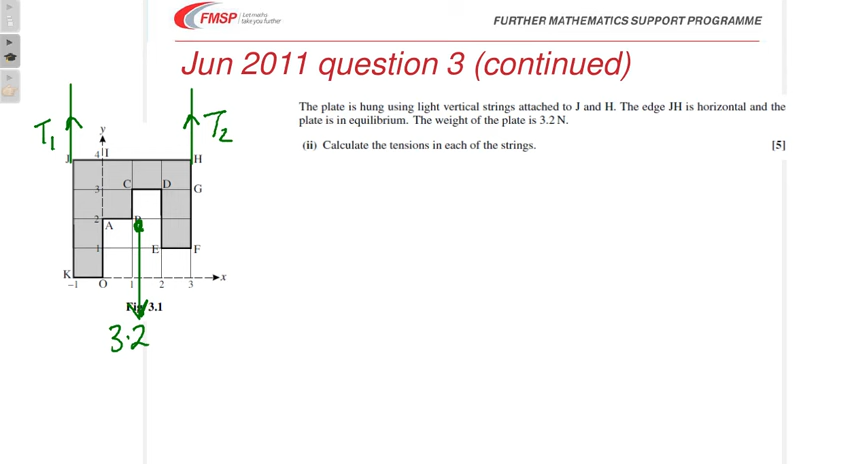 FMSP
Let maths
take you further
FURTHER MATHEMATICS SUPPORT PROGRAMME
Jun 2011 question 3 (continued)
The plate is hung using light vertical strings attached to J and H. The edge JH is horizontal and the
plate is in equilibrium. The weight of the plate is 3.2 N.
(ii) Calculate the tensions in each of the strings. [5]
T1
T2
y
J 4 I H
C D
3 G
2 A
1 E F
K
-1 O 1 2 3 x
Fig 3.1
3.2